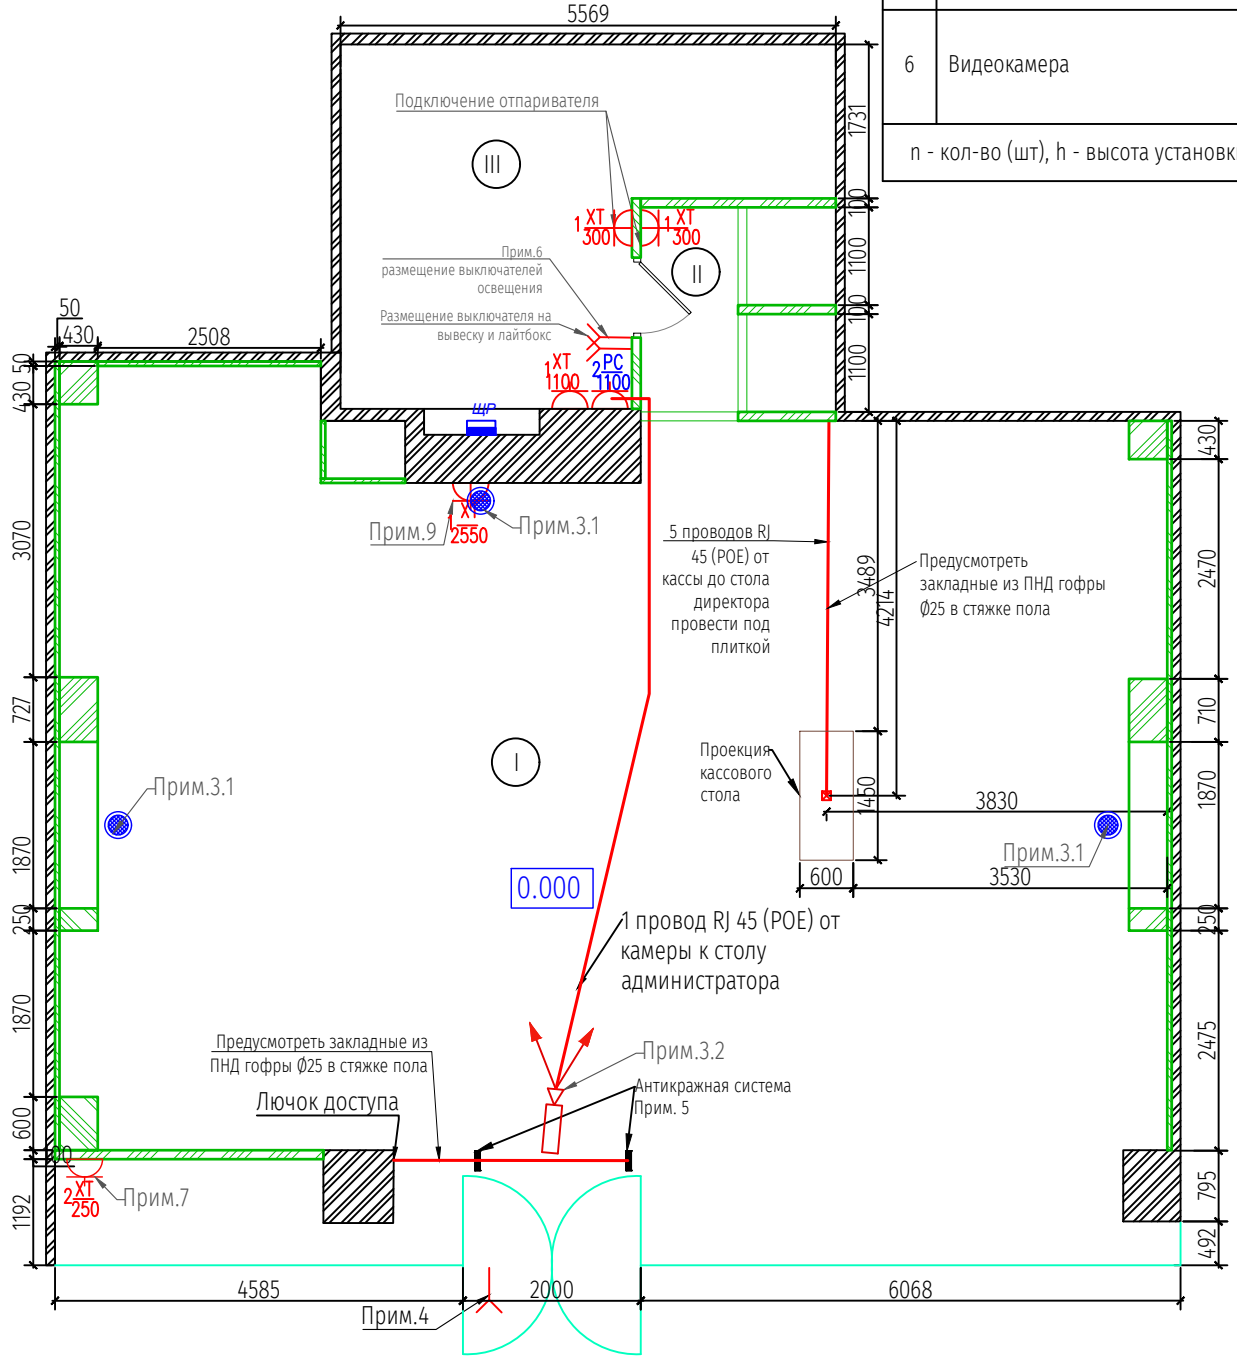 5569
6
Видеокамера
n - кол-во (шт), h - высота установк
1731
100
1100
100
1100
Подключение отпаривателя
III
1 XT
300
1 XT
300
Прим.6
размещение выключателей
освещения
II
Размещение выключателя на
вывеску и лайтбокс
1 XT
1100
2 PC
1100
ЩР
50
430
2508
50
430
3070
727
1870
250
1870
600
1192
430
2470
710
1870
250
2475
795
492
Прим.9
1 XT
2550
Прим.3.1
5 проводов RJ
45 (POE) от
кассы до стола
директора
провести под
плиткой
3489
4214
Предусмотреть
закладные из ПНД гофры
Ø25 в стяжке пола
I
Проекция
кассового
стола
1450
3830
600
3530
Прим.3.1
Прим.3.1
0.000
1 провод RJ 45 (POE) от
камеры к столу
администратора
Предусмотреть закладные из
ПНД гофры Ø25 в стяжке пола
Прим.3.2
Лючок доступа
Антикражная система
Прим. 5
2 XT
250
Прим.7
4585
2000
6068
Прим.4